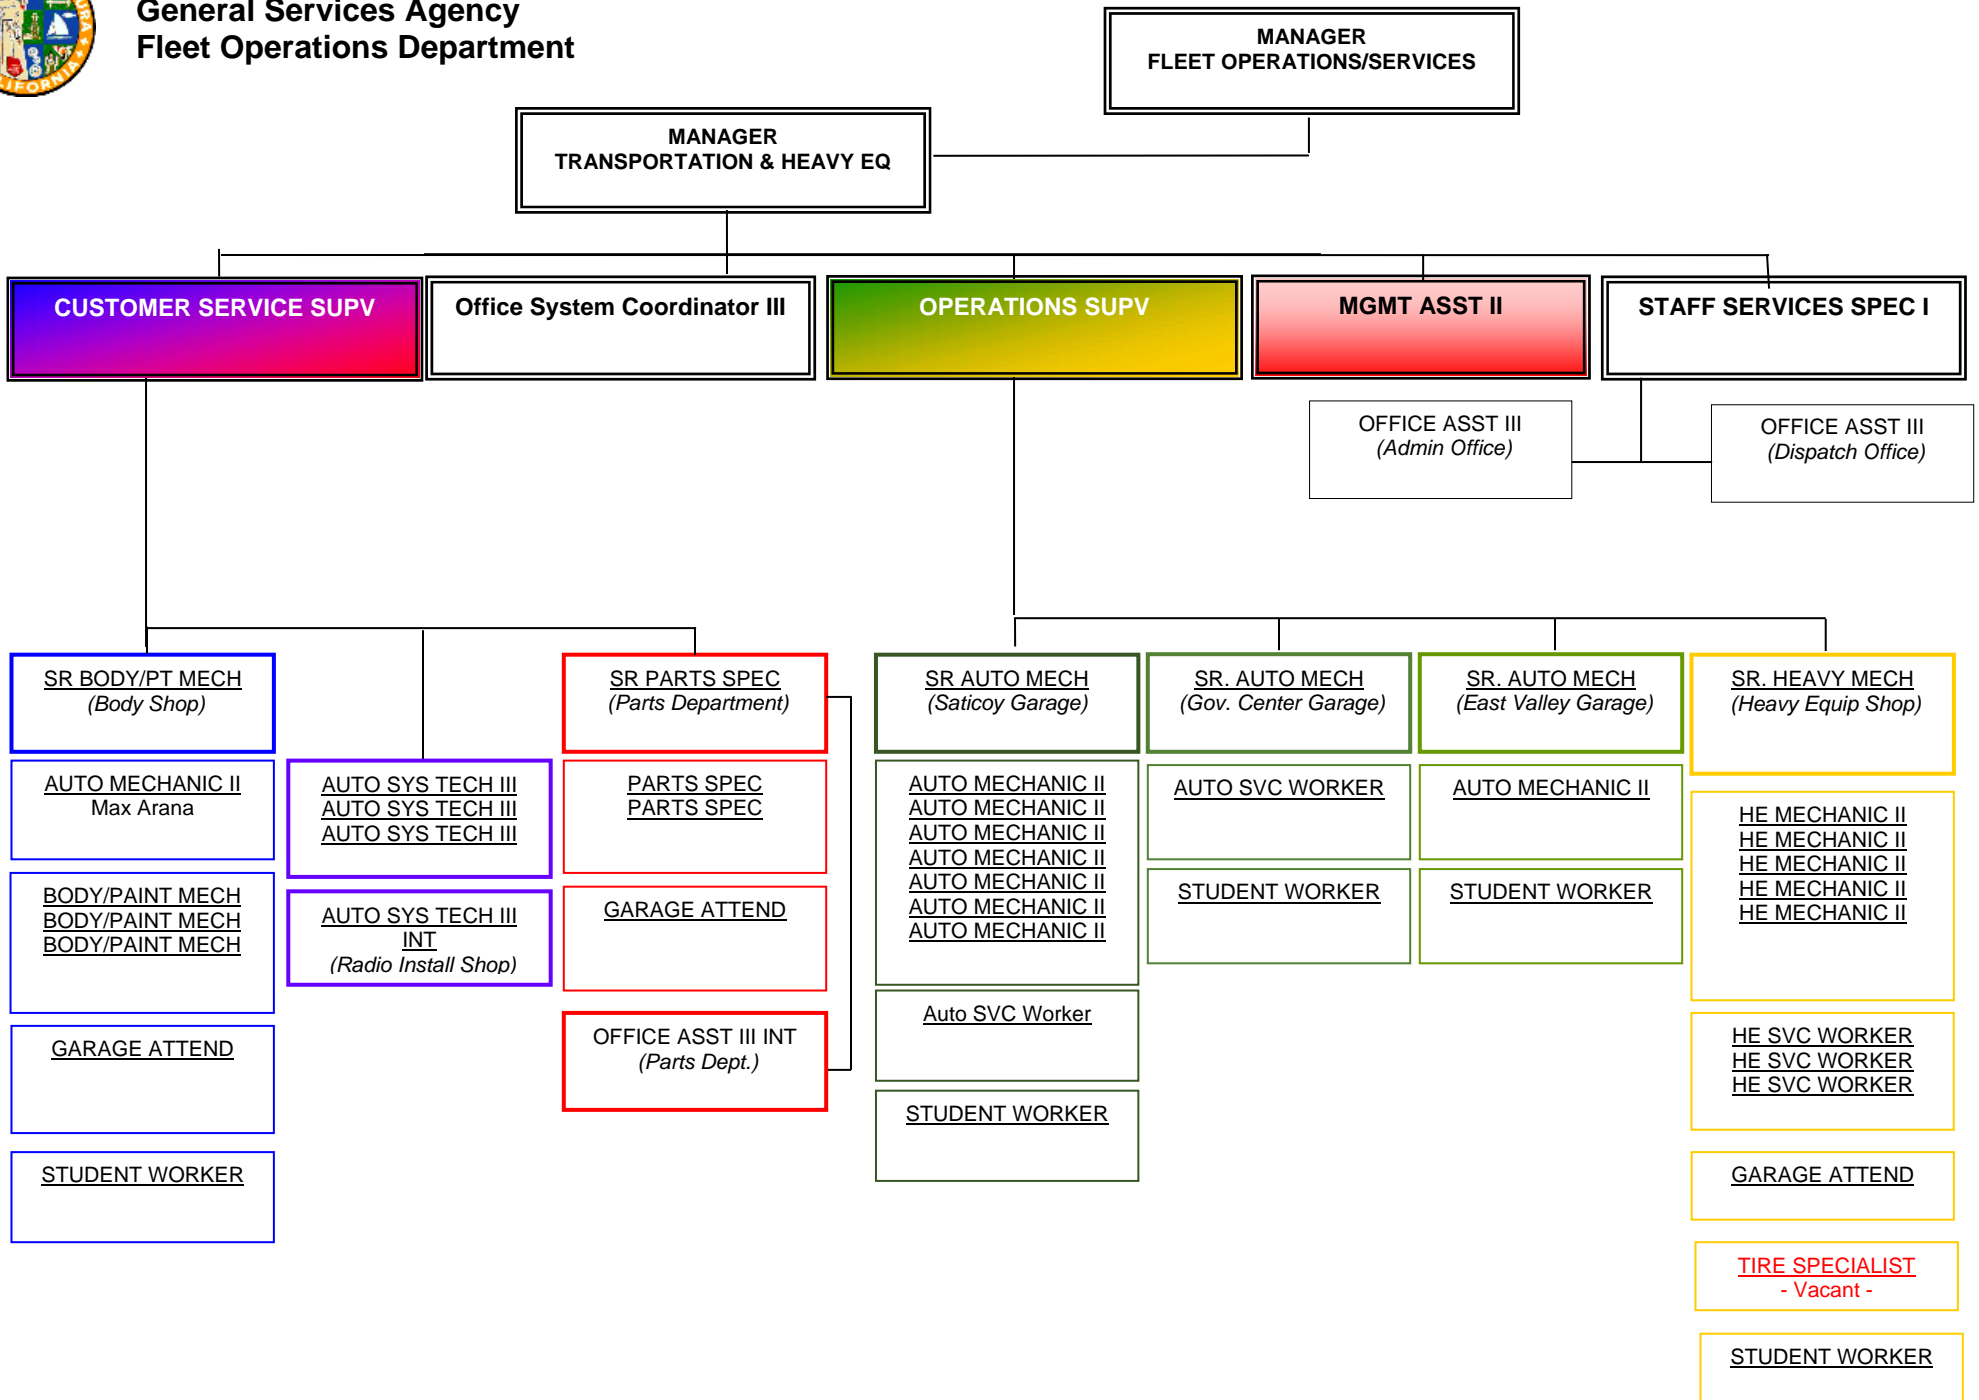 General Services Agency
Fleet Operations Department
MANAGER
FLEET OPERATIONS/SERVICES
MANAGER
TRANSPORTATION & HEAVY EQ
CUSTOMER SERVICE SUPV
Office System Coordinator III
OPERATIONS SUPV
MGMT ASST II
STAFF SERVICES SPEC I
OFFICE ASST III
(Admin Office)
OFFICE ASST III
(Dispatch Office)
SR BODY/PT MECH
(Body Shop)
AUTO MECHANIC II
Max Arana
BODY/PAINT MECH
BODY/PAINT MECH
BODY/PAINT MECH
GARAGE ATTEND
STUDENT WORKER
AUTO SYS TECH III
AUTO SYS TECH III
AUTO SYS TECH III
AUTO SYS TECH III
INT
(Radio Install Shop)
SR PARTS SPEC
(Parts Department)
PARTS SPEC
PARTS SPEC
GARAGE ATTEND
OFFICE ASST III INT
(Parts Dept.)
SR AUTO MECH
(Saticoy Garage)
AUTO MECHANIC II
AUTO MECHANIC II
AUTO MECHANIC II
AUTO MECHANIC II
AUTO MECHANIC II
AUTO MECHANIC II
AUTO MECHANIC II
Auto SVC Worker
STUDENT WORKER
SR. AUTO MECH
(Gov. Center Garage)
AUTO SVC WORKER
STUDENT WORKER
SR. AUTO MECH
(East Valley Garage)
AUTO MECHANIC II
STUDENT WORKER
SR. HEAVY MECH
(Heavy Equip Shop)
HE MECHANIC II
HE MECHANIC II
HE MECHANIC II
HE MECHANIC II
HE MECHANIC II
HE SVC WORKER
HE SVC WORKER
HE SVC WORKER
GARAGE ATTEND
TIRE SPECIALIST
- Vacant -
STUDENT WORKER